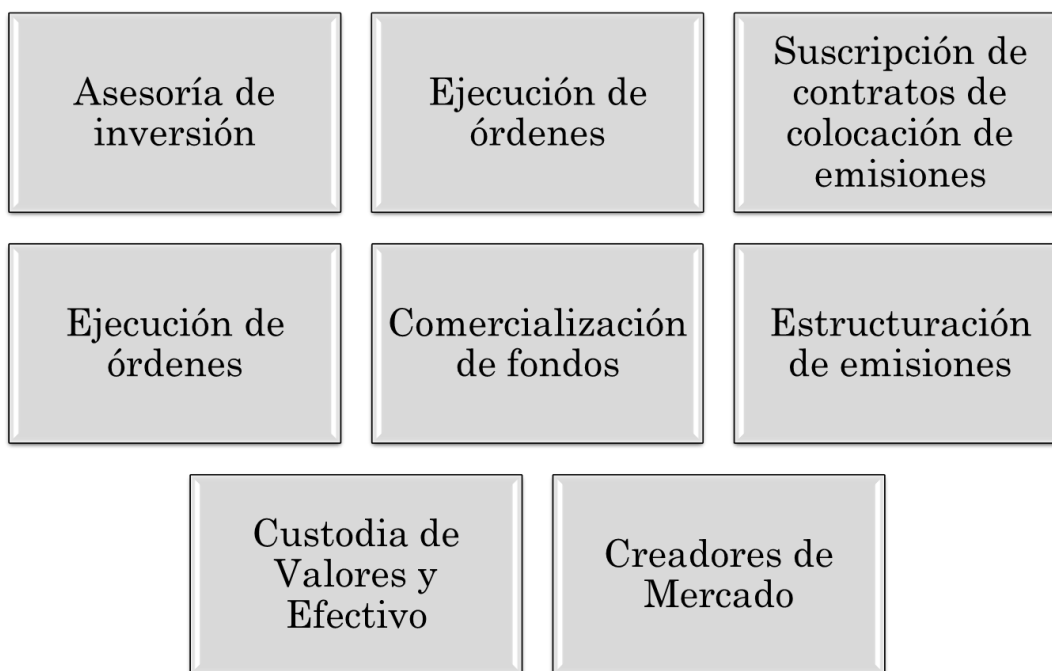 Asesoría de
inversión
Ejecución de
órdenes
Suscripción de
contratos de
colocación de
emisiones
Ejecución de
órdenes
Comercialización
de fondos
Estructuración
de emisiones
Custodia de
Valores y
Efectivo
Creadores de
Mercado